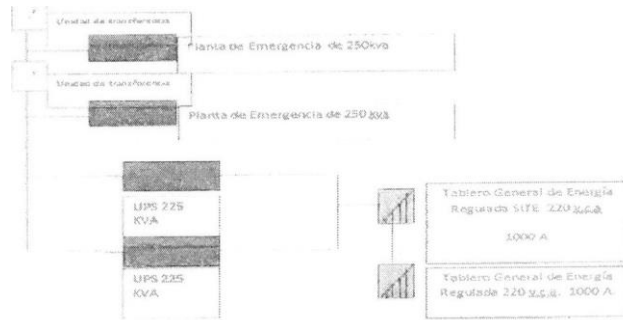 Unidad de transferencia
Planta de Emergencia de 250kva
Unidad de transferencia
Planta de Emergencia de 250 kva
UPS 225
KVA
UPS 225
KVA
Tablero General de Energía
Regulada SITE 220 v.c.a
1000 A
Tablero General de Energía
Regulada 220 v.c.a. 1000 A.